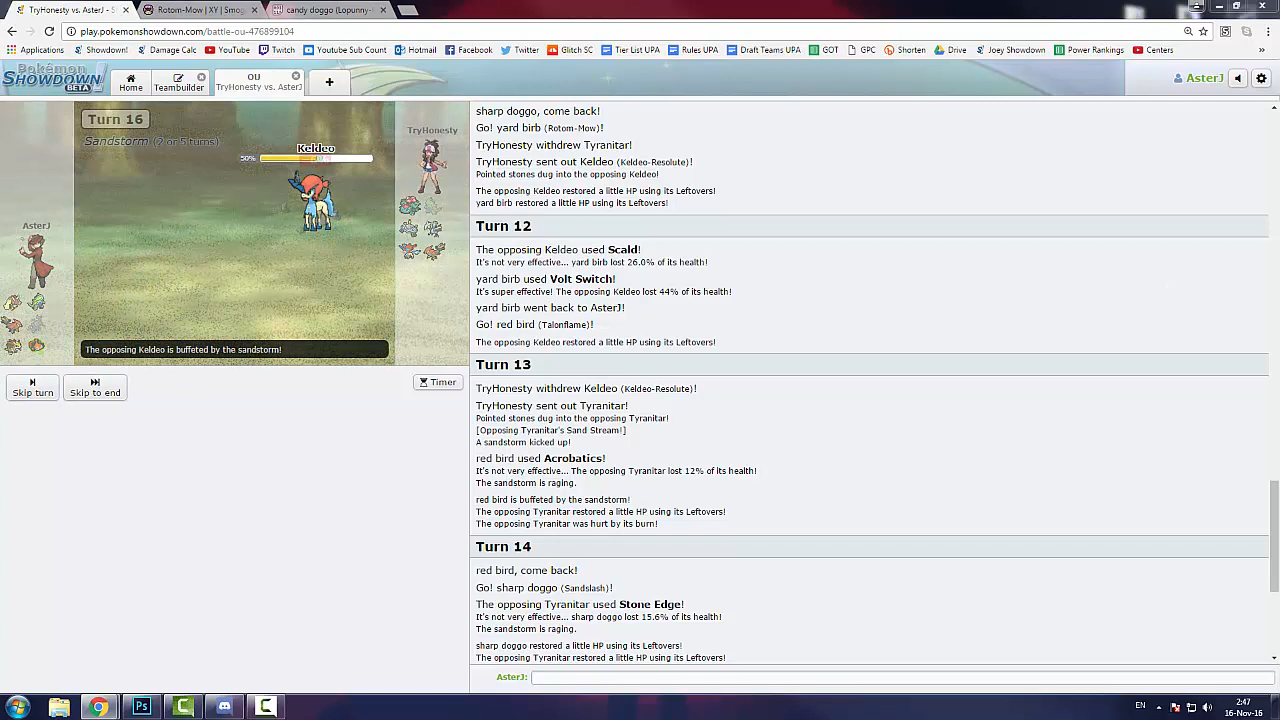 TryHonesty vs. AsterJ - S
Rotom-Mow | XY | Smog
candy doggo (Lopunny-
play.pokemonshowdown.com/battle-ou-476899104
Applications
Showdown!
Damage Calc
YouTube
Twitch
Youtube Sub Count
Hotmail
Facebook
Twitter
Glitch SC
Tier List UPA
Rules UPA
Draft Teams UPA
GOT
GPC
Shorten
Drive
Joey Showdown
Power Rankings
Centers
Pokémon
SHOWDOWN
BETA
Home
Teambuilder
OU
TryHonesty vs. AsterJ
+
AsterJ
Turn 16
Keldeo
50%
TryHonesty
AsterJ
The opposing Keldeo is buffeted by the sandstorm!
Skip turn
Skip to end
Timer
sharp doggo, come back!
Go! yard birb (Rotom-Mow)!
TryHonesty withdrew Tyranitar!
TryHonesty sent out Keldeo (Keldeo-Resolute)!
Pointed stones dug into the opposing Keldeo!
The opposing Keldeo restored a little HP using its Leftovers!
yard birb restored a little HP using its Leftovers!
Turn 12
The opposing Keldeo used Scald!
It's not very effective... yard birb lost 26.0% of its health!
yard birb used Volt Switch!
It's super effective! The opposing Keldeo lost 44% of its health!
yard birb went back to AsterJ!
Go! red bird (Talonflame)!
The opposing Keldeo restored a little HP using its Leftovers!
Turn 13
TryHonesty withdrew Keldeo (Keldeo-Resolute)!
TryHonesty sent out Tyranitar!
Pointed stones dug into the opposing Tyranitar!
[Opposing Tyranitar's Sand Stream!]
A sandstorm kicked up!
red bird used Acrobatics!
It's not very effective... The opposing Tyranitar lost 12% of its health!
The sandstorm is raging.
red bird is buffeted by the sandstorm!
The opposing Tyranitar restored a little HP using its Leftovers!
The opposing Tyranitar was hurt by its burn!
Turn 14
red bird, come back!
Go! sharp doggo (Sandslash)!
The opposing Tyranitar used Stone Edge!
It's not very effective... sharp doggo lost 15.6% of its health!
The sandstorm is raging.
sharp doggo restored a little HP using its Leftovers!
The opposing Tyranitar restored a little HP using its Leftovers!
AsterJ:
EN
2:47
16-Nov-16